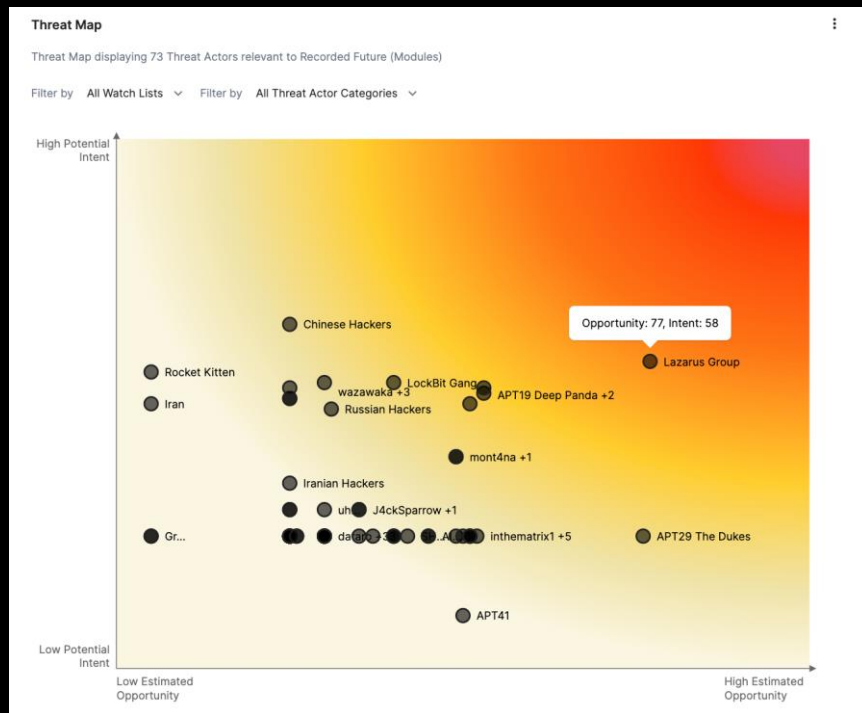 Threat Map
Threat Map displaying 73 Threat Actors relevant to Recorded Future (Modules)
Filter by All Watch Lists Filter by All Threat Actor Categories
High Potential
Intent
Chinese Hackers
Opportunity: 77, Intent: 58
Lazarus Group
Rocket Kitten
LockBit Gang
wazawaka +3
APT19 Deep Panda +2
Iran
Russian Hackers
mont4na +1
Iranian Hackers
J4ckSparrow +1
Gr...
inthematrix1 +5
APT29 The Dukes
APT41
Low Potential
Intent
Low Estimated
Opportunity
High Estimated
Opportunity